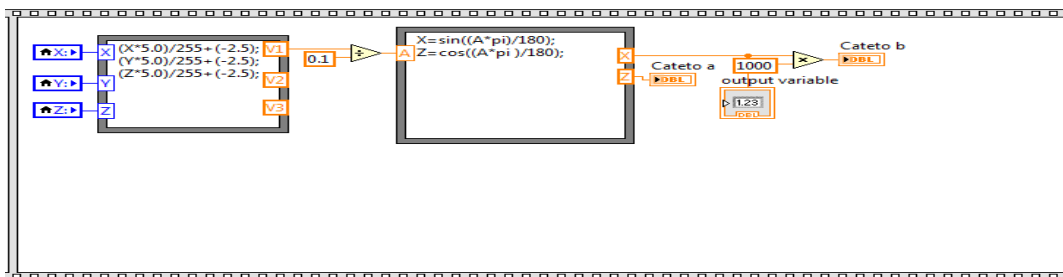 X:
X
(X*5.0)/255+(-2.5);
V1
Y:
Y
(Y*5.0)/255+(-2.5);
V2
Z:
Z
(Z*5.0)/255+(-2.5);
V3
0.1
÷
A
X=sin((A*pi)/180);
Z=cos((A*pi )/180);
X
Z
Cateto a
DBL
1000
×
Cateto b
DBL
output variable
1.23
DBL